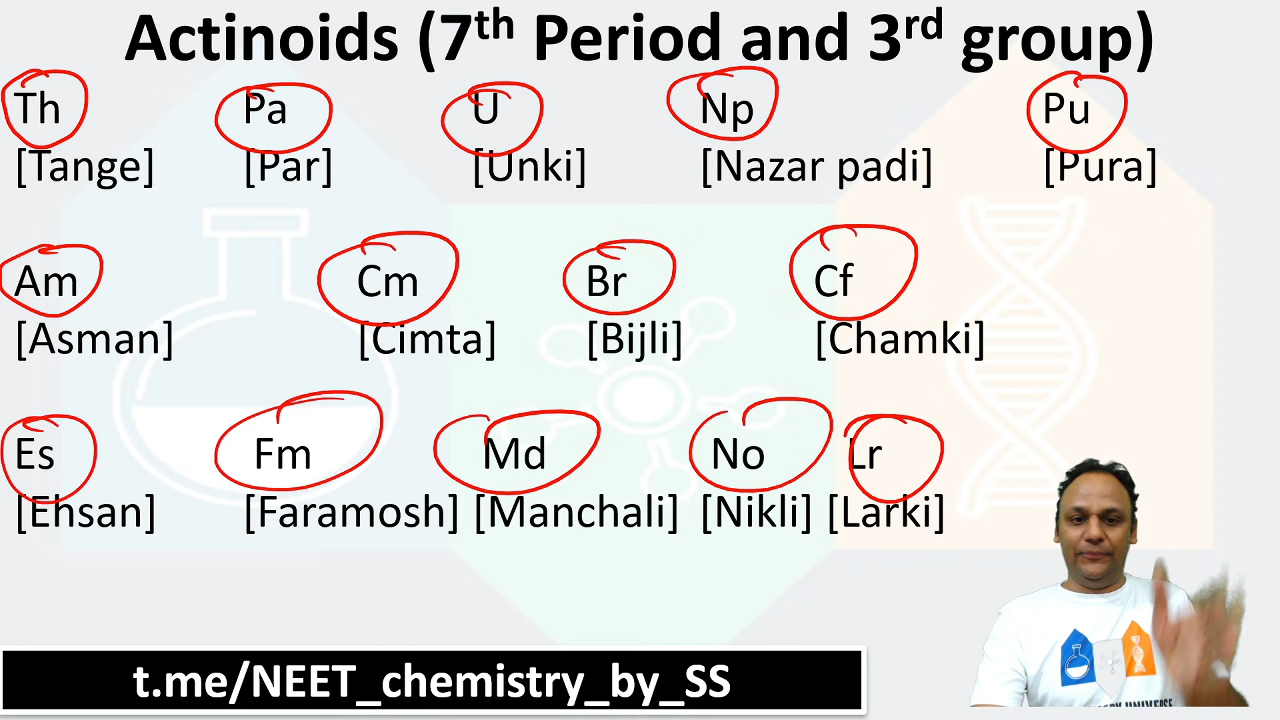 Actinoids (7th Period and 3rd group)
Th Pa U Np Pu
[Tange] [Par] [Unki] [Nazar padi] [Pura]
Am Cm Br Cf
[Asman] [Cimta] [Bijli] [Chamki]
Es Fm Md No Lr
[Ehsan] [Faramosh] [Manchali] [Nikli] [Larki]
t.me/NEET_chemistry_by_SS